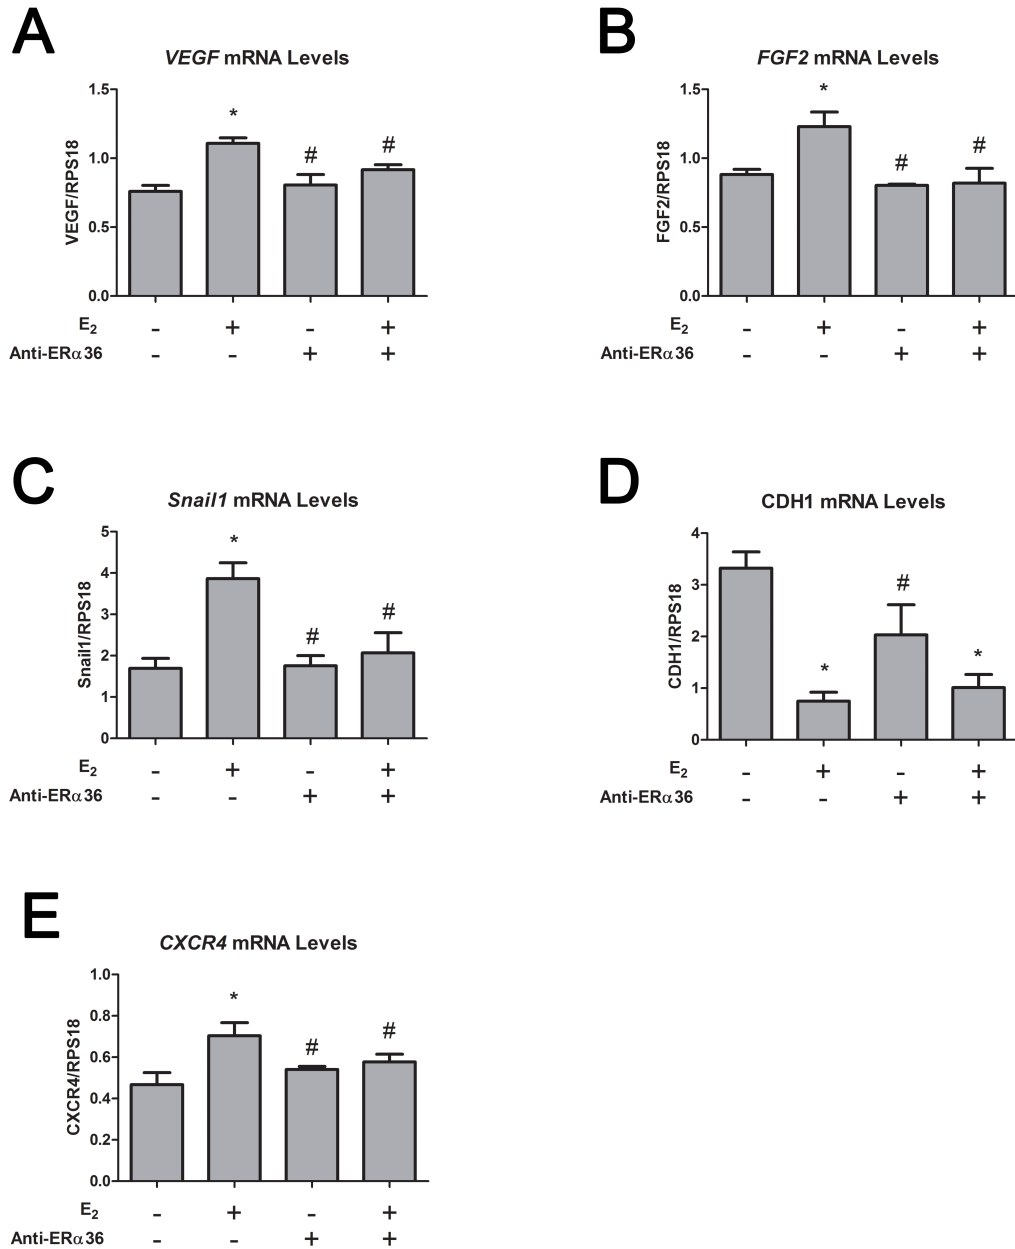 A
VEGF mRNA Levels
VEGF/RPS18
1.5
1.0
0.5
0.0
*
#
#
E2 - + - +
Anti-ERα36 - - + +
B
FGF2 mRNA Levels
FGF2/RPS18
1.5
1.0
0.5
0.0
*
#
#
E2 - + - +
Anti-ERα36 - - + +
C
Snail1 mRNA Levels
Snail1/RPS18
5
4
3
2
1
0
*
#
#
E2 - + - +
Anti-ERα36 - - + +
D
CDH1 mRNA Levels
CDH1/RPS18
4
3
2
1
0
*
#
*
E2 - + - +
Anti-ERα36 - - + +
E
CXCR4 mRNA Levels
CXCR4/RPS18
1.0
0.8
0.6
0.4
0.2
0.0
*
#
#
E2 - + - +
Anti-ERα36 - - + +